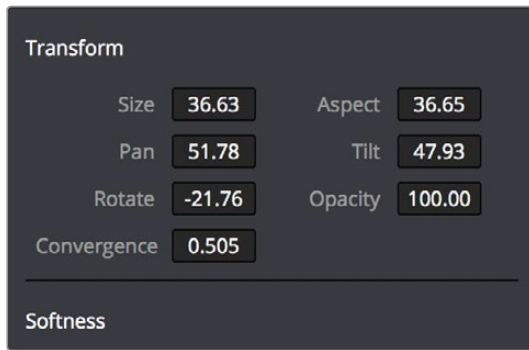 Transform
Size 36.63 Aspect 36.65
Pan 51.78 Tilt 47.93
Rotate -21.76 Opacity 100.00
Convergence 0.505
Softness